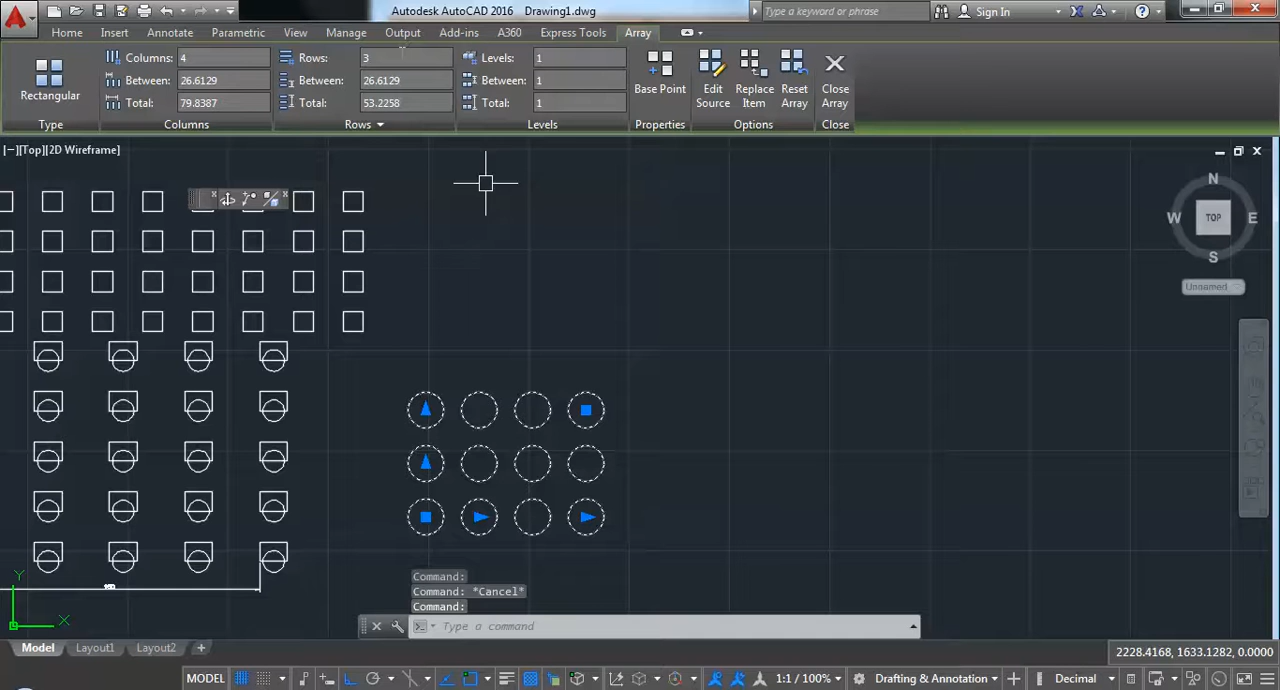 Autodesk AutoCAD 2016 Drawing1.dwg
Type a keyword or phrase
Sign In
Home Insert Annotate Parametric View Manage Output Add-ins A360 Express Tools Array
Rectangular
Type
Columns: 4
Between: 26.6129
Total: 79.8387
Columns
Rows: 3
Between: 26.6129
Total: 53.2258
Rows
Levels: 1
Between: 1
Total: 1
Levels
Base Point
Properties
Edit Source
Replace Item
Reset Array
Options
Close Array
Close
[−][Top][2D Wireframe]
N
W TOP E
S
Unnamed
Y
X
Command:
Command: *Cancel*
Command:
Type a command
Model Layout1 Layout2 +
2228.4168, 1633.1282, 0.0000
MODEL 1:1 / 100% Drafting & Annotation Decimal